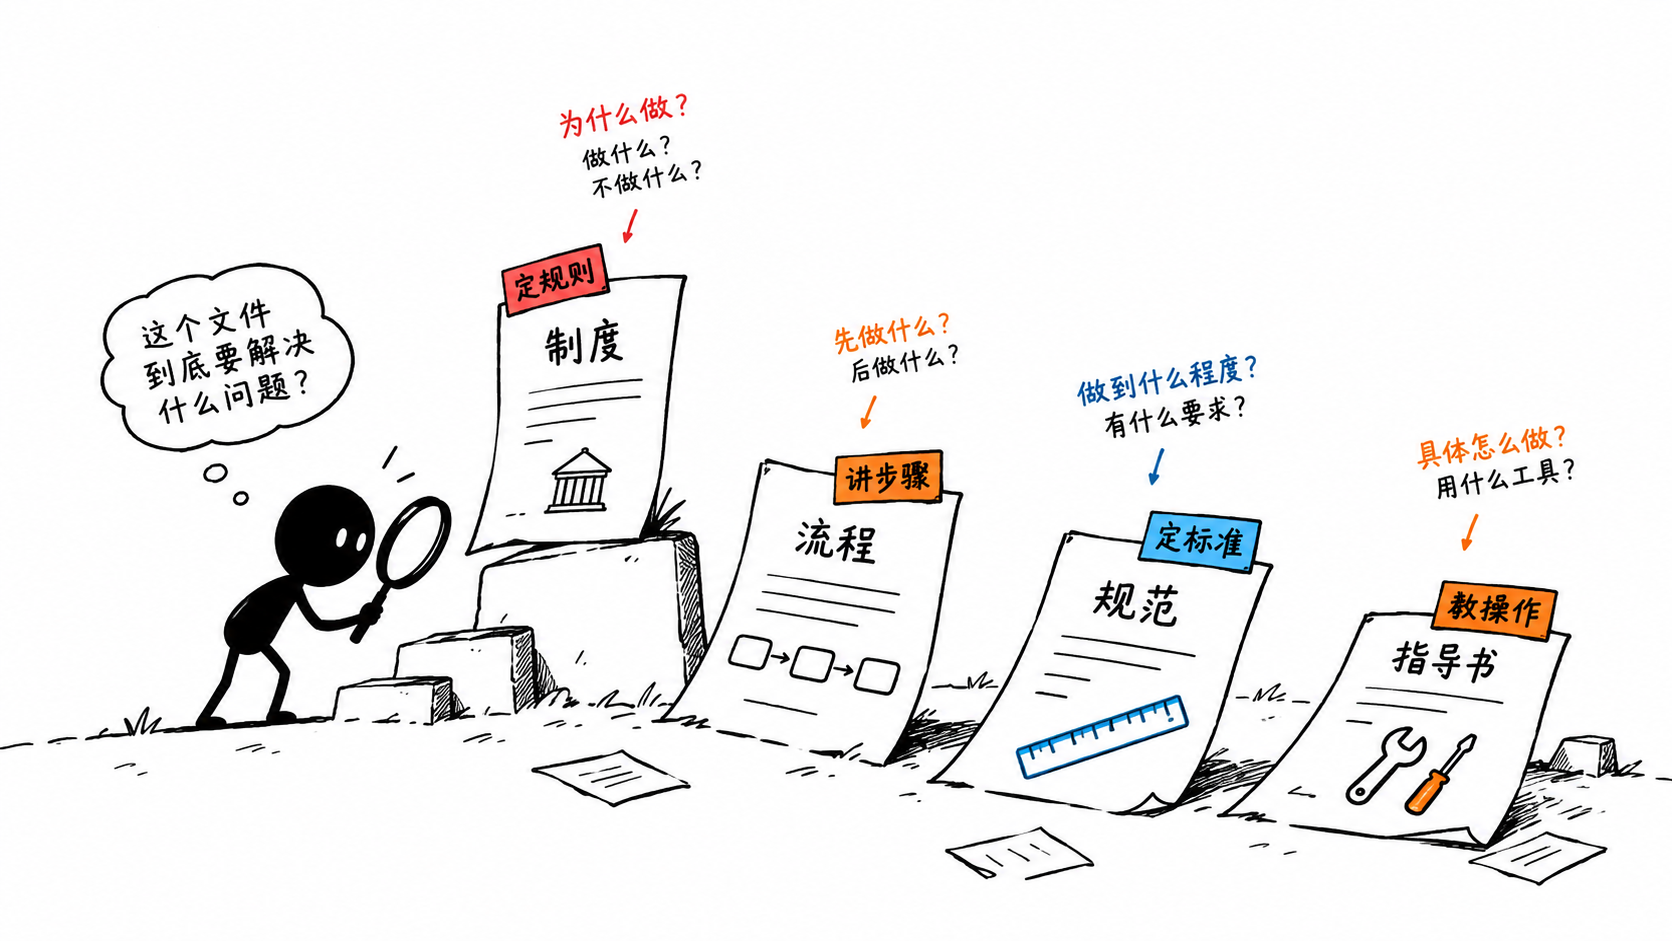 这个文件
到底要解决
什么问题？
为什么做？
做什么？
不做什么？
定规则
制度
先做什么？
后做什么？
讲步骤
流程
做到什么程度？
有什么要求？
定标准
规范
具体怎么做？
用什么工具？
教操作
指导书